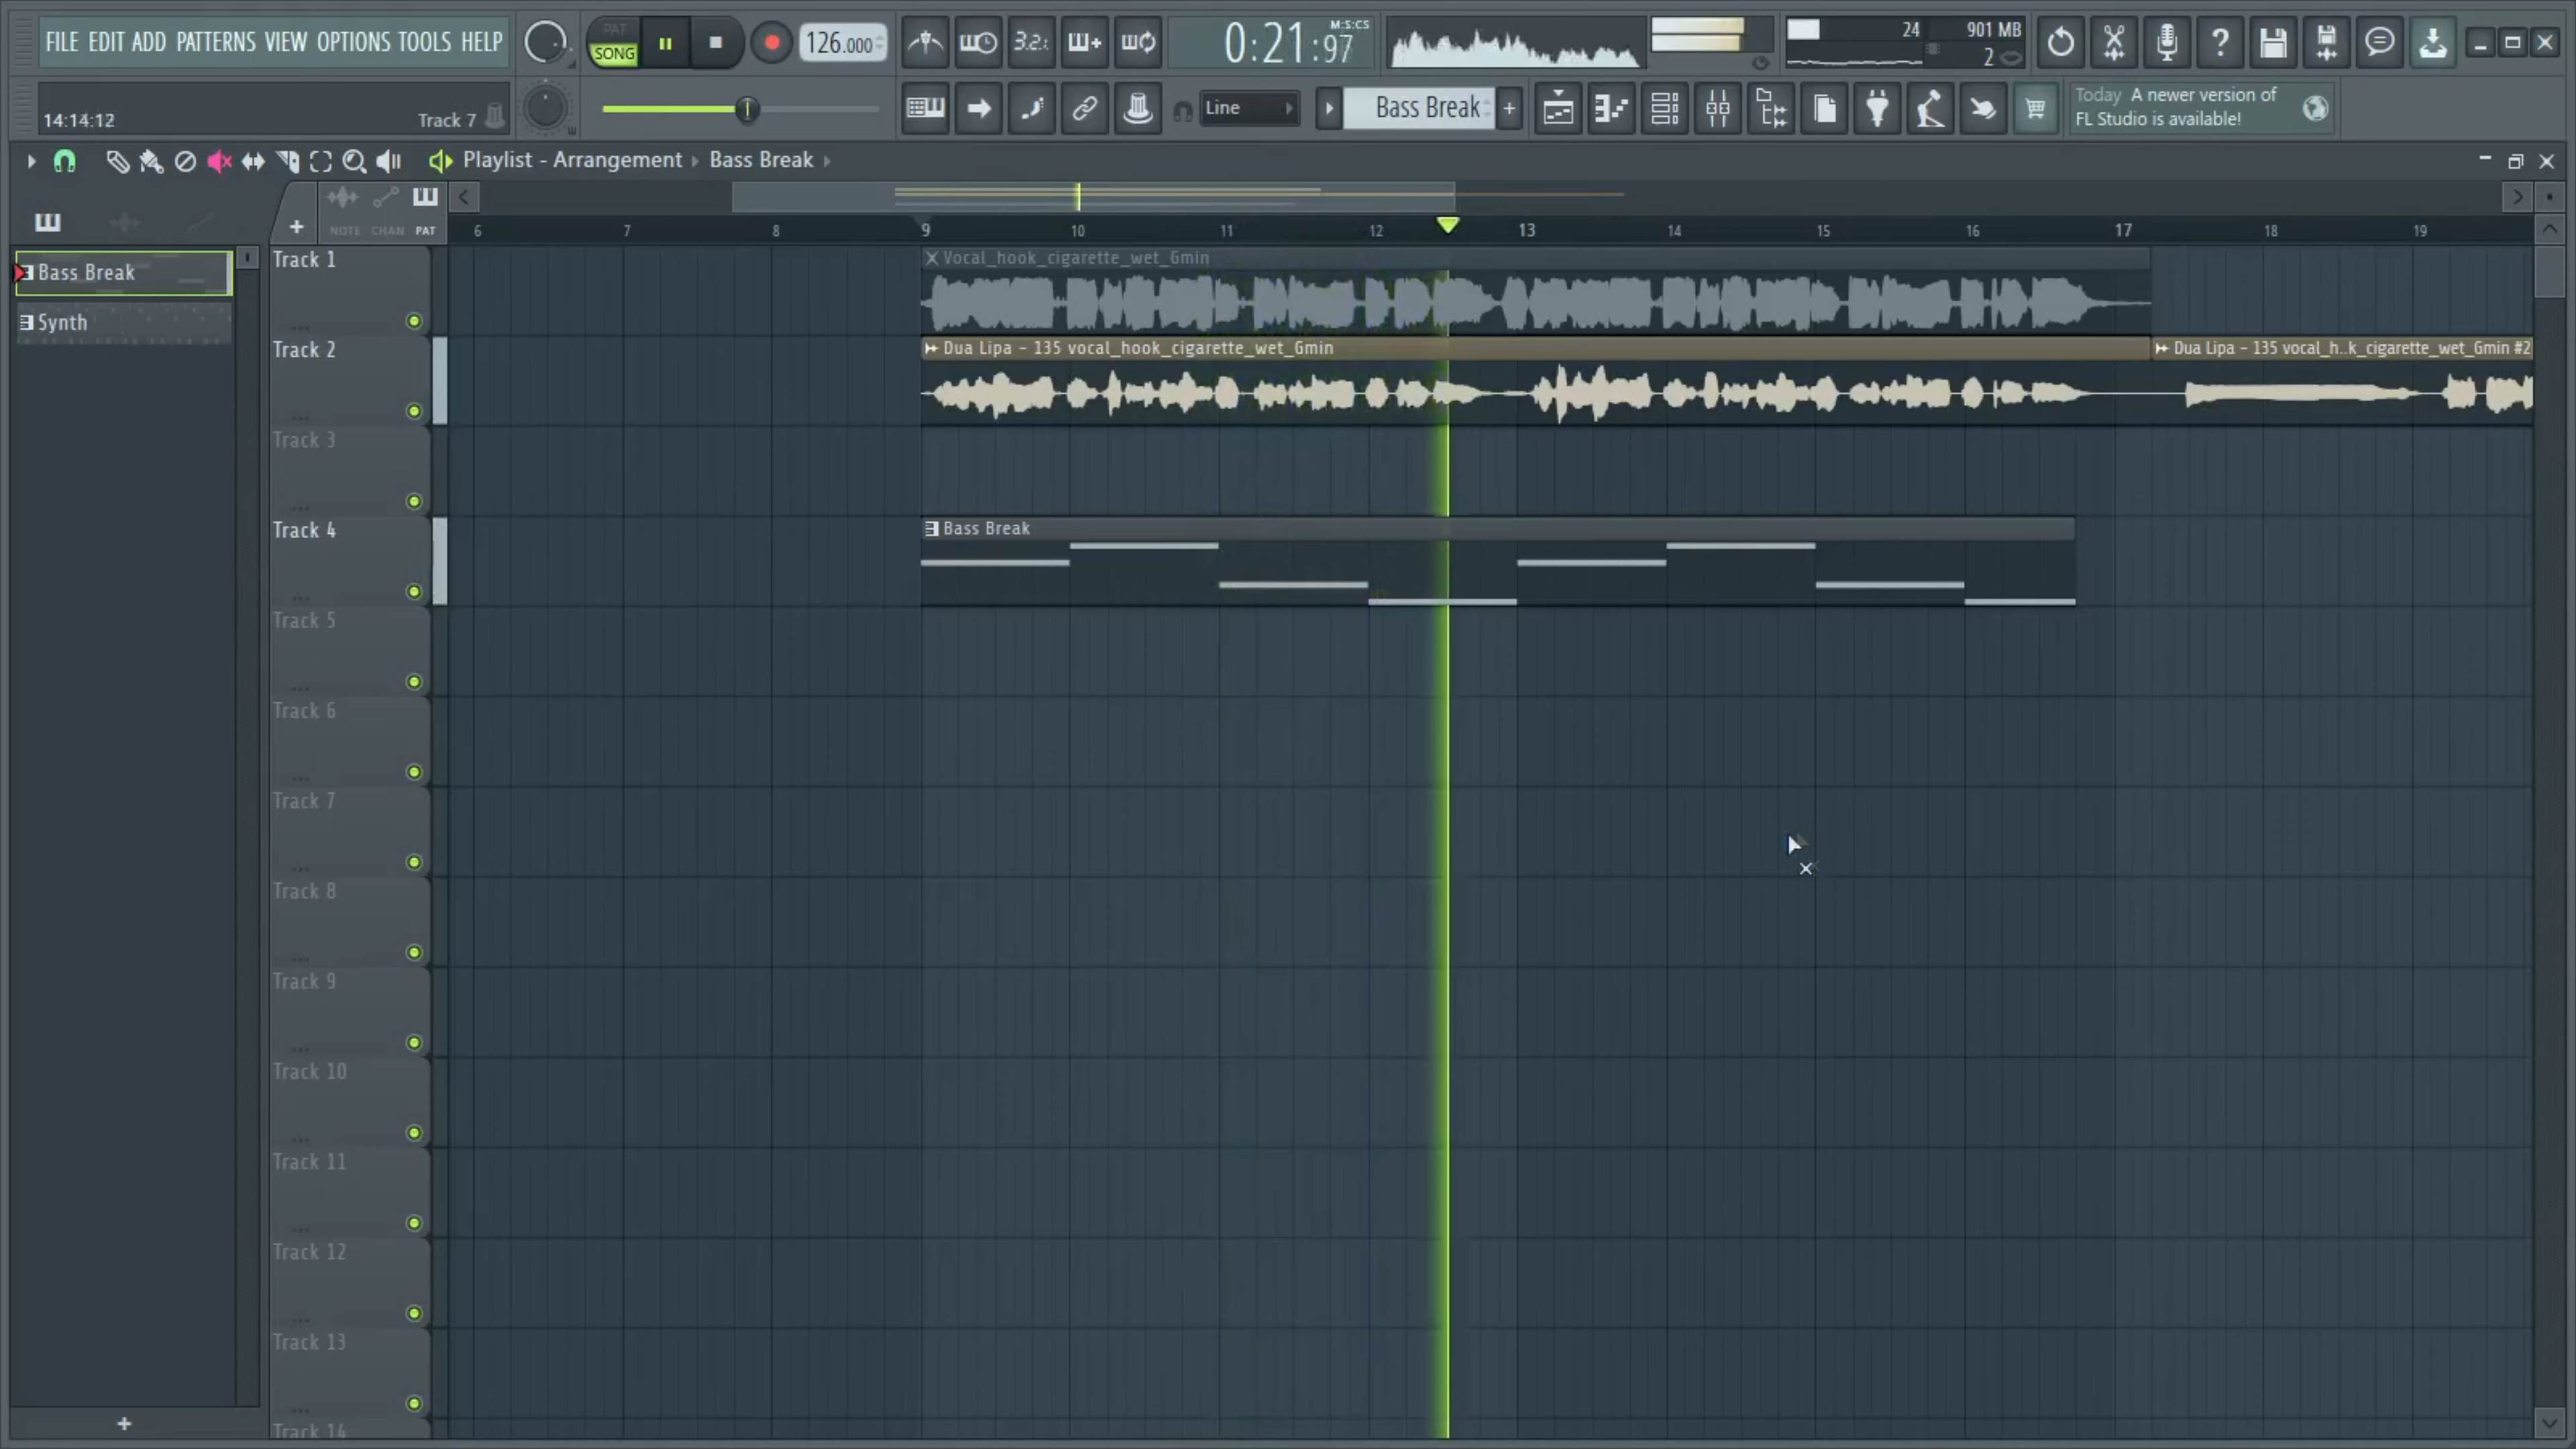 FILE EDIT ADD PATTERNS VIEW OPTIONS TOOLS HELP
PAT
SONG
126.000
3.2.
M:S:CS
0:21:97
24
901 MB
2
14:14:12
Track 7
Line
Bass Break
+
Today A newer version of
FL Studio is available!
Playlist - Arrangement
Bass Break
NOTE CHAN PAT
6 7 8 9 10 11 12 13 14 15 16 17 18 19
Bass Break
Synth
Track 1
Vocal_hook_cigarette_wet_Gmin
Track 2
Dua Lipa - 135 vocal_hook_cigarette_wet_Gmin
Dua Lipa - 135 vocal_h..k_cigarette_wet_Gmin #2
Track 3
Track 4
Bass Break
Track 5
Track 6
Track 7
Track 8
Track 9
Track 10
Track 11
Track 12
Track 13
Track 14
+